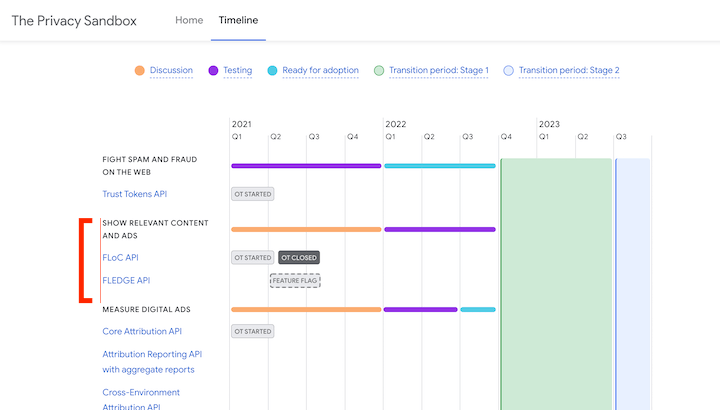 The Privacy Sandbox
Home
Timeline
Discussion
Testing
Ready for adoption
Transition period: Stage 1
Transition period: Stage 2
2021
2022
2023
Q1
Q2
Q3
Q4
Q1
Q2
Q3
Q4
Q1
Q2
Q3
FIGHT SPAM AND FRAUD
ON THE WEB
Trust Tokens API
OT STARTED
SHOW RELEVANT CONTENT
AND ADS
FLoC API
OT STARTED
OT CLOSED
FLEDGE API
FEATURE FLAG
MEASURE DIGITAL ADS
Core Attribution API
OT STARTED
Attribution Reporting API
with aggregate reports
Cross-Environment
Attribution API